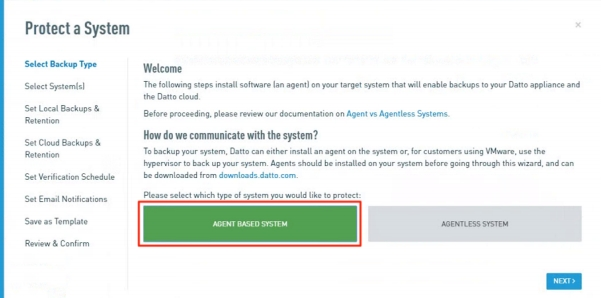 Protect a System
×
Select Backup Type
Select System(s)
Set Local Backups &
Retention
Set Cloud Backups &
Retention
Set Verification Schedule
Set Email Notifications
Save as Template
Review & Confirm
Welcome
The following steps install software (an agent) on your target system that will enable backups to your Datto appliance and
the Datto cloud.
Before proceeding, please review our documentation on Agent vs Agentless Systems.
How do we communicate with the system?
To backup your system, Datto can either install an agent on the system or, for customers using VMware, use the
hypervisor to back up your system. Agents should be installed on your system before going through this wizard, and can
be downloaded from downloads.datto.com.
Please select which type of system you would like to protect:
AGENT BASED SYSTEM
AGENTLESS SYSTEM
NEXT >